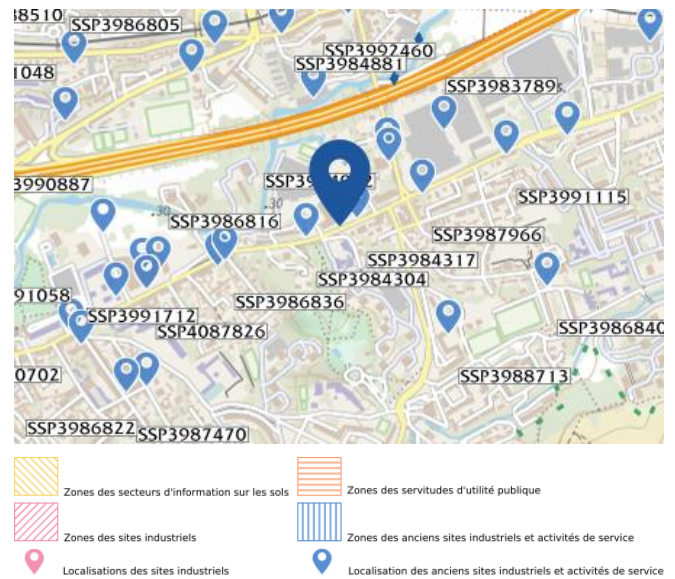 88510
SSP3986805
SSP3992460
SSP3984881
1048
SSP3983789
3990887
SSP3991115
.30
SSP3986816
.30
SSP3987966
SSP3984317
SSP3984304
91058
SSP3986836
SSP3991712
SSP4087826
SSP3986840
0702
SSP3988713
SSP3986822
SSP3987470
Zones des secteurs d'information sur les sols
Zones des servitudes d'utilité publique
Zones des sites industriels
Zones des anciens sites industriels et activités de service
Localisations des sites industriels
Localisation des anciens sites industriels et activités de service